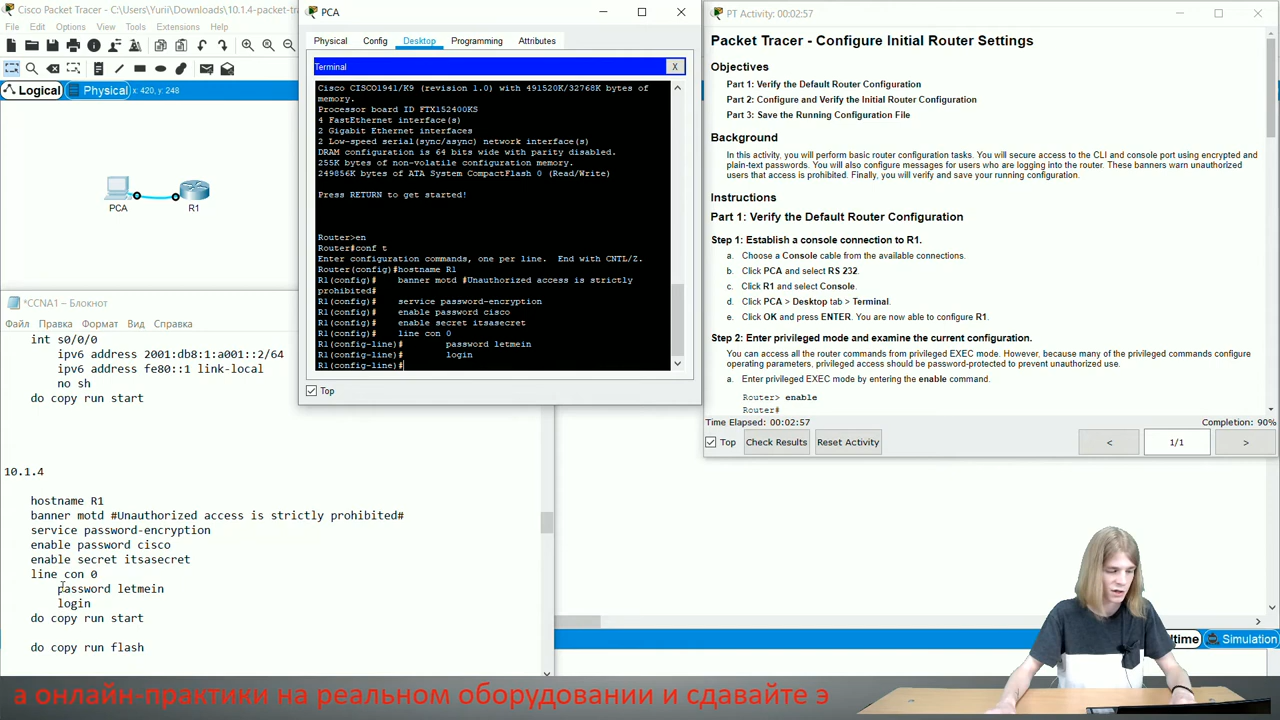 Cisco Packet Tracer - C:\Users\Yurii\Downloads\10.1.4-packet-tra
File Edit View Options Tools Extensions Help
Logical Physical x: 420, y: 248
PCA
R1
*CCNA1 – Блокнот
Файл Правка Формат Вид Справка
int s0/0/0
ipv6 address 2001:db8:1:a001::2/64
ipv6 address fe80::1 link-local
no sh
do copy run start
10.1.4
hostname R1
banner motd #Unauthorized access is strictly prohibited#
service password-encryption
enable password cisco
enable secret itsasecret
line con 0
password letmein
login
do copy run start
do copy run flash
PCA
Physical Config Desktop Programming Attributes
Terminal X
Cisco CISCO1941/K9 (revision 1.0) with 491520K/32768K bytes of
memory.
Processor board ID FTX152400KS
4 FastEthernet interface(s)
2 Gigabit Ethernet interfaces
2 Low-speed serial(sync/async) network interface(s)
DRAM configuration is 64 bits wide with parity disabled.
255K bytes of non-volatile configuration memory.
249856K bytes of ATA System CompactFlash 0 (Read/Write)
Press RETURN to get started!
Router>en
Router#conf t
Enter configuration commands, one per line.  End with CNTL/Z.
Router(config)#hostname R1
R1(config)#   banner motd #Unauthorized access is strictly
prohibited#
R1(config)#   service password-encryption
R1(config)#   enable password cisco
R1(config)#   enable secret itsasecret
R1(config)#   line con 0
R1(config-line)#       password letmein
R1(config-line)#       login
R1(config-line)#
Top
PT Activity: 00:02:57
Packet Tracer - Configure Initial Router Settings
Objectives
Part 1: Verify the Default Router Configuration
Part 2: Configure and Verify the Initial Router Configuration
Part 3: Save the Running Configuration File
Background
In this activity, you will perform basic router configuration tasks. You will secure access to the CLI and console port using encrypted and
plain-text passwords. You will also configure messages for users who are logging into the router. These banners warn unauthorized
users that access is prohibited. Finally, you will verify and save your running configuration.
Instructions
Part 1: Verify the Default Router Configuration
Step 1: Establish a console connection to R1.
a. Choose a Console cable from the available connections.
b. Click PCA and select RS 232.
c. Click R1 and select Console.
d. Click PCA > Desktop tab > Terminal.
e. Click OK and press ENTER. You are now able to configure R1.
Step 2: Enter privileged mode and examine the current configuration.
You can access all the router commands from privileged EXEC mode. However, because many of the privileged commands configure
operating parameters, privileged access should be password-protected to prevent unauthorized use.
a. Enter privileged EXEC mode by entering the enable command.
Router> enable
Router#
Time Elapsed: 00:02:57 Completion: 90%
Top Check Results Reset Activity < 1/1 >
ltime Simulation
а онлайн-практики на реальном оборудовании и сдавайте э